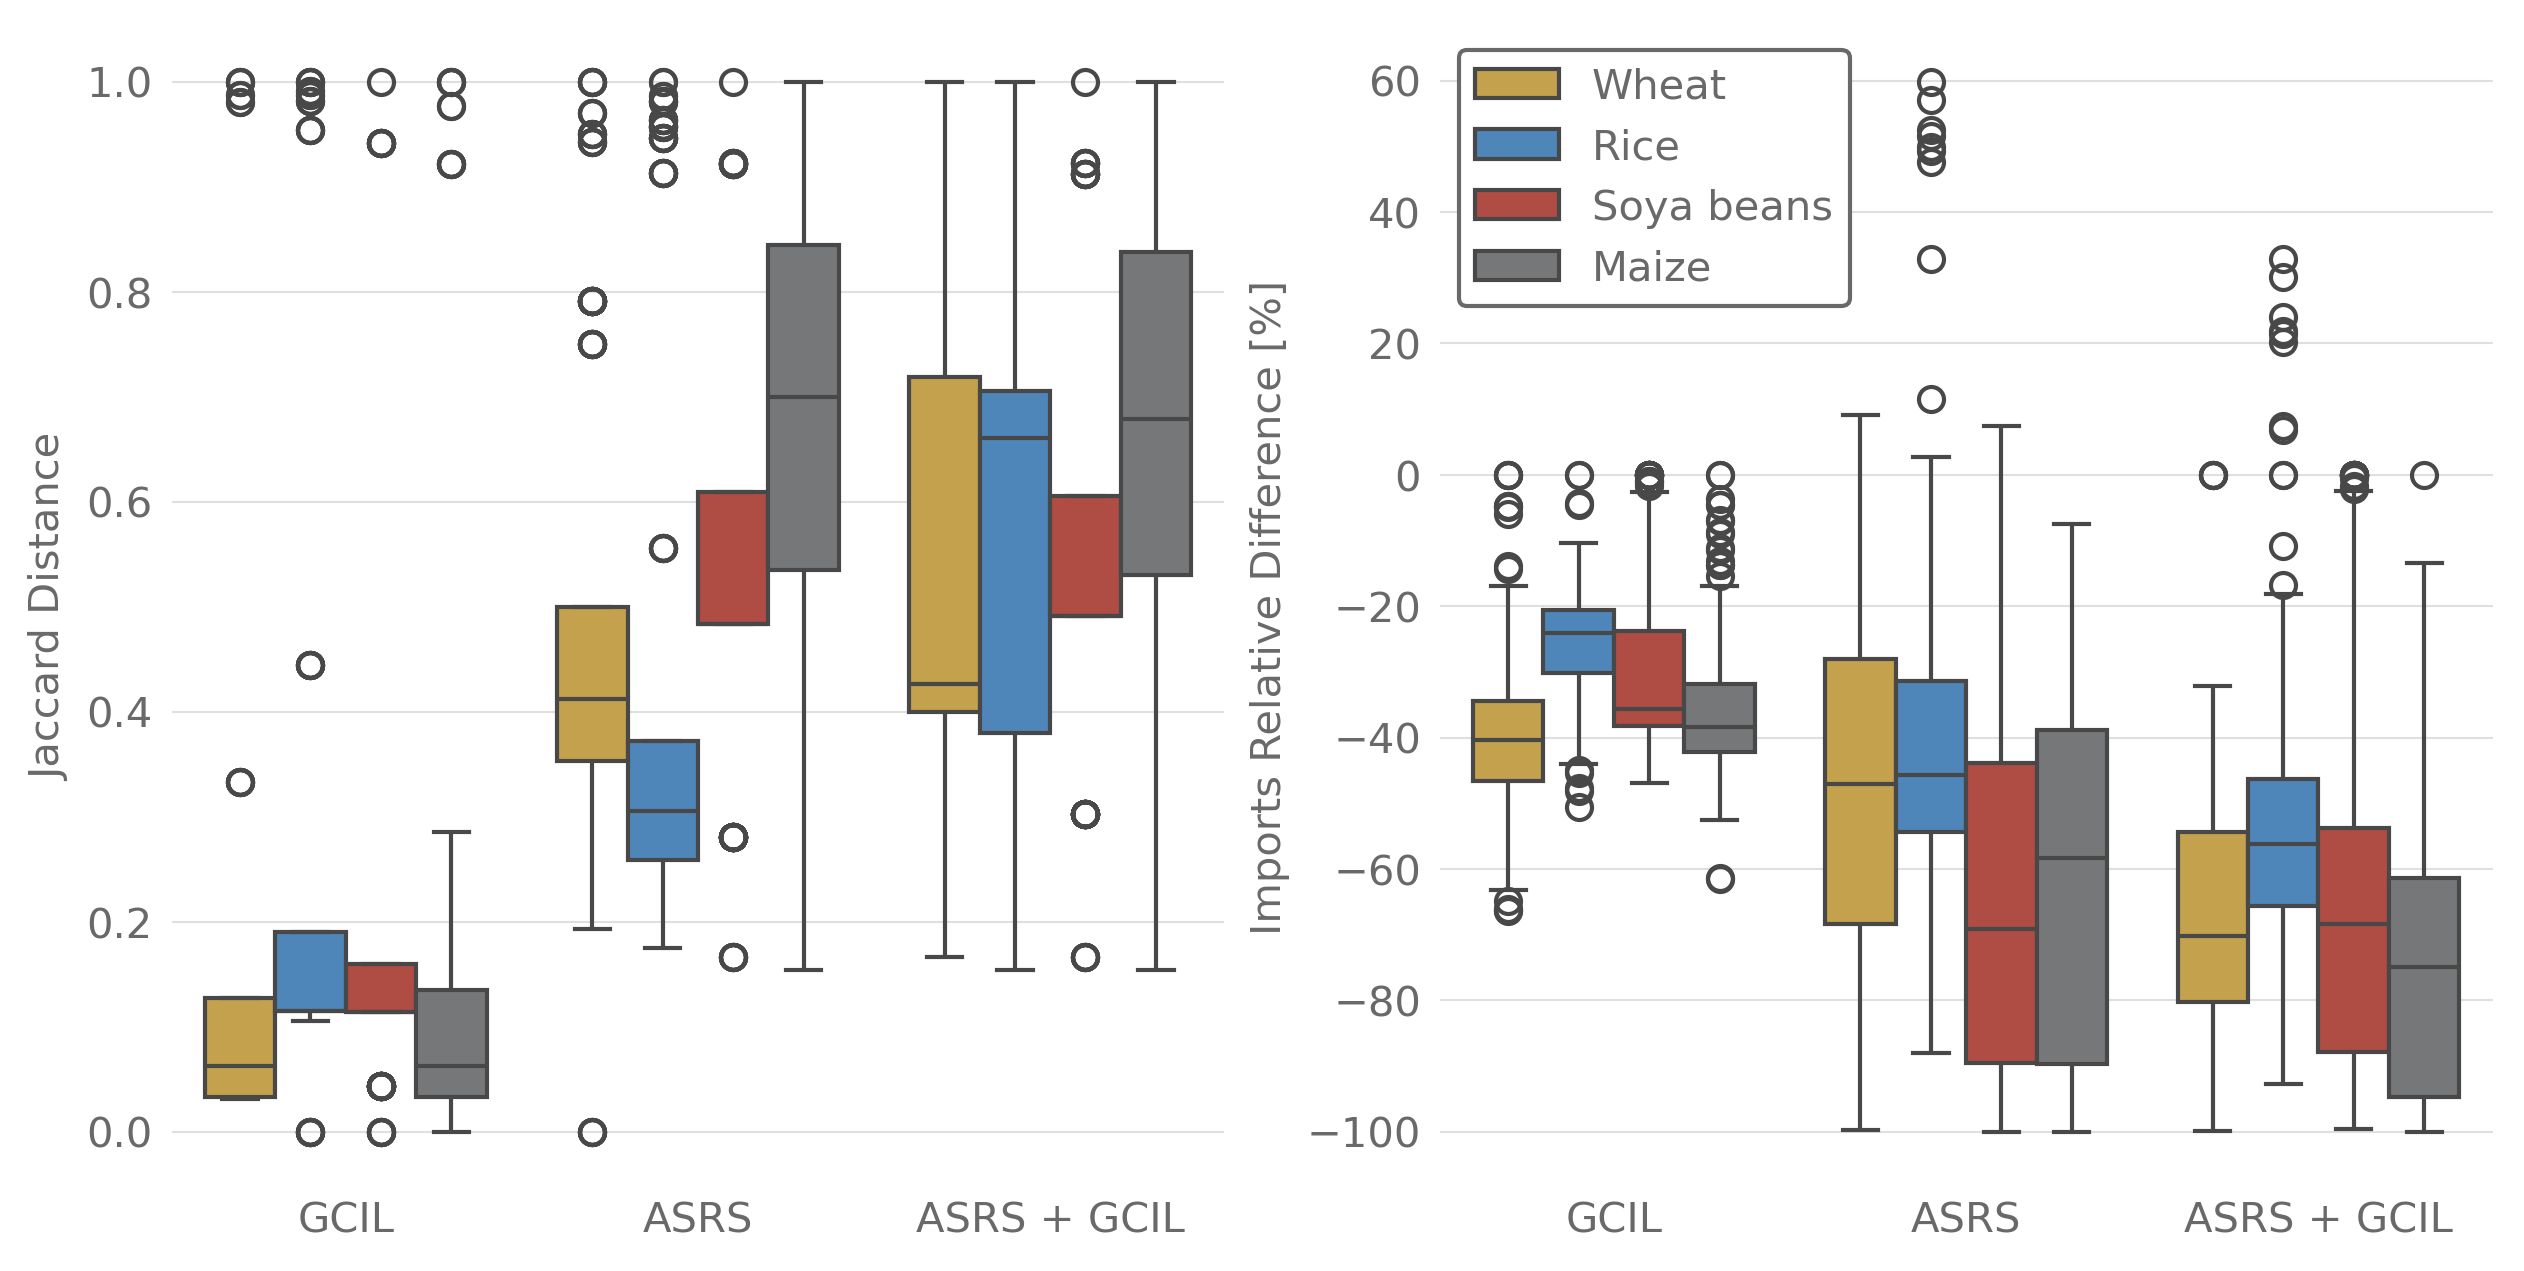 Jaccard Distance
1.0
0.8
0.6
0.4
0.2
0.0
GCIL
ASRS
ASRS + GCIL
Imports Relative Difference [%]
60
40
20
0
−20
−40
−60
−80
−100
Wheat
Rice
Soya beans
Maize
GCIL
ASRS
ASRS + GCIL